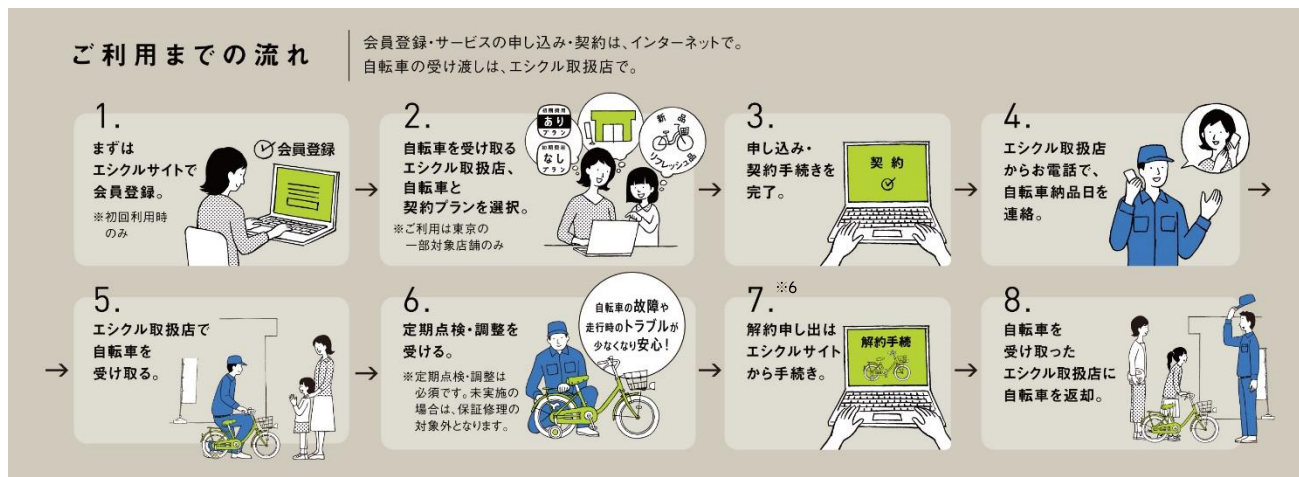 ご利用までの流れ
会員登録・サービスの申し込み・契約は、インターネットで。
自転車の受け渡しは、エシクル取扱店で。
1.
まずは
エシクルサイトで
会員登録。
※初回利用時
のみ
会員登録
→
2.
自転車を受け取る
エシクル取扱店、
自転車と
契約プランを選択。
※ご利用は東京の
一部対象店舗のみ
初期費用
あり
プラン
初期費用
なし
プラン
新品
リフレッシュ品
→
3.
申し込み・
契約手続きを
完了。
契約
→
4.
エシクル取扱店
からお電話で、
自転車納品日を
連絡。
→
→
5.
エシクル取扱店で
自転車を
受け取る。
→
6.
定期点検・調整を
受ける。
※定期点検・調整は
必須です。未実施の
場合は、保証修理の
対象外となります。
自転車の故障や
走行時のトラブルが
少なくなり安心!
→
7.※6
解約申し出は
エシクルサイト
から手続き。
解約手続
→
8.
自転車を
受け取った
エシクル取扱店に
自転車を返却。